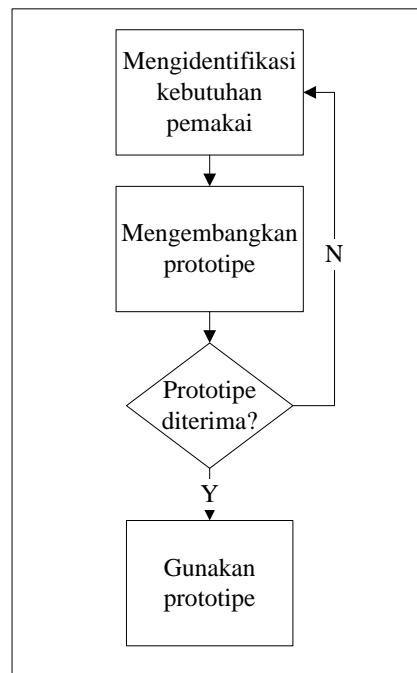 Mengidentifikasi
kebutuhan
pemakai
Mengembangkan
prototipe
N
Prototipe
diterima?
Y
Gunakan
prototipe